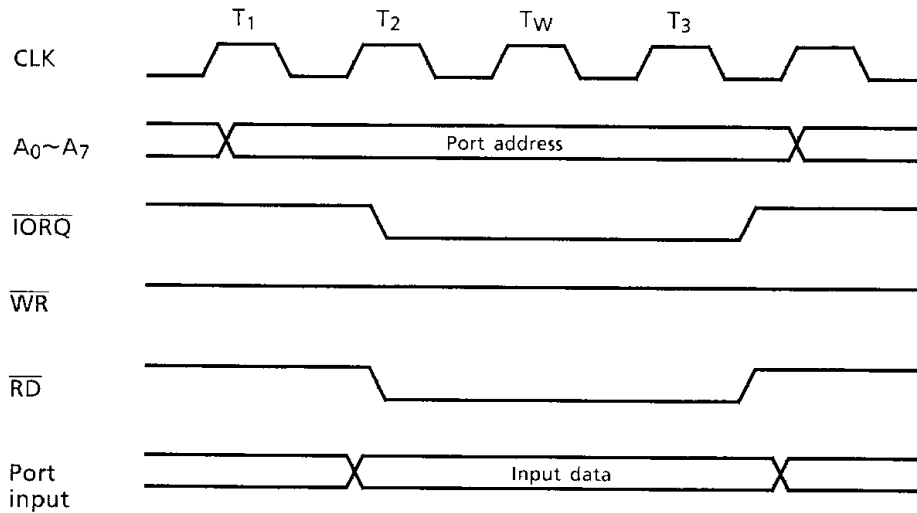 T1 T2 TW T3
CLK
A0~A7 Port address
IORQ
WR
RD
Port input Input data